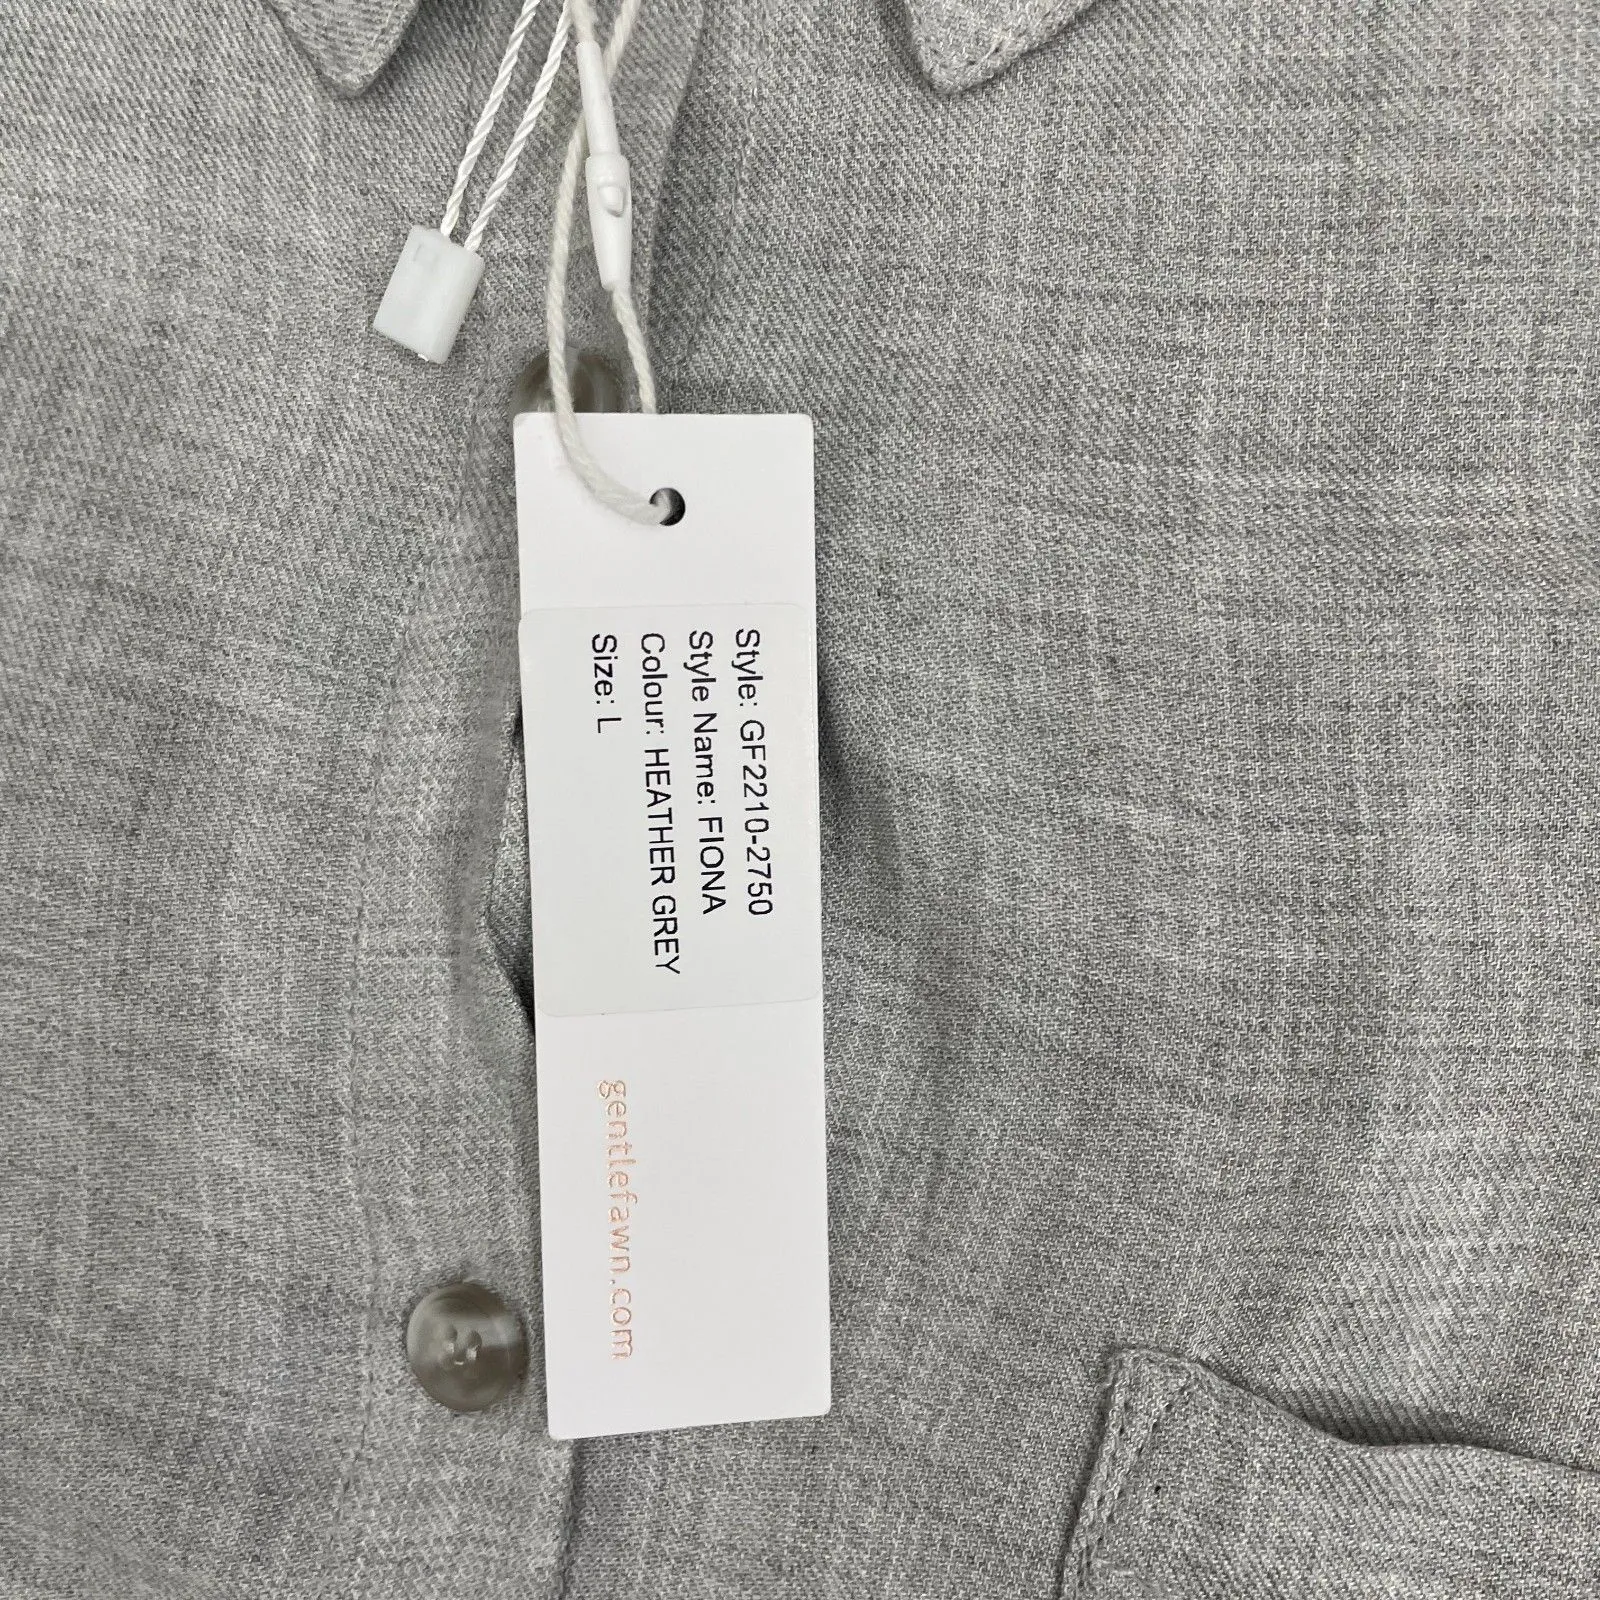 Style: GF2210-2750
Style Name: FIONA
Colour: HEATHER GREY
Size: L
gentlefawn.com